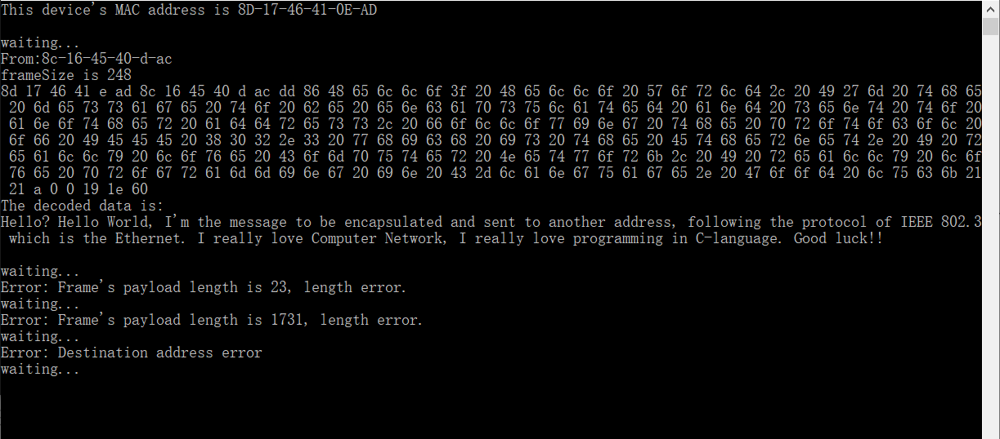 This device's MAC address is 8D-17-46-41-0E-AD
waiting...
From:8c-16-45-40-d-ac
frameSize is 248
8d 17 46 41 e ad 8c 16 45 40 d ac dd 86 48 65 6c 6c 6f 3f 20 48 65 6c 6c 6f 20 57 6f 72 6c 64 2c 20 49 27 6d 20 74 68 65
20 6d 65 73 73 61 67 65 20 74 6f 20 62 65 20 65 6e 63 61 70 73 75 6c 61 74 65 64 20 61 6e 64 20 73 65 6e 74 20 74 6f 20
61 6e 6f 74 68 65 72 20 61 64 64 72 65 73 73 2c 20 66 6f 6c 6c 6f 77 69 6e 67 20 74 68 65 20 70 72 6f 74 6f 63 6f 6c 20
6f 66 20 49 45 45 45 20 38 30 32 2e 33 20 77 68 69 63 68 20 69 73 20 74 68 65 20 45 74 68 65 72 6e 65 74 2e 20 49 20 72
65 61 6c 6c 79 20 6c 6f 76 65 20 43 6f 6d 70 75 74 65 72 20 4e 65 74 77 6f 72 6b 2c 20 49 20 72 65 61 6c 6c 79 20 6c 6f
76 65 20 70 72 6f 67 72 61 6d 6d 69 6e 67 20 69 6e 20 43 2d 6c 61 6e 67 75 61 67 65 2e 20 47 6f 6f 64 20 6c 75 63 6b 21
21 a 0 0 19 1e 60
The decoded data is:
Hello? Hello World, I'm the message to be encapsulated and sent to another address, following the protocol of IEEE 802.3
which is the Ethernet. I really love Computer Network, I really love programming in C-language. Good luck!!
waiting...
Error: Frame's payload length is 23, length error.
waiting...
Error: Frame's payload length is 1731, length error.
waiting...
Error: Destination address error
waiting...